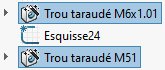 Trou taraudé M6x1.01
Esquisse24
Trou taraudé M51